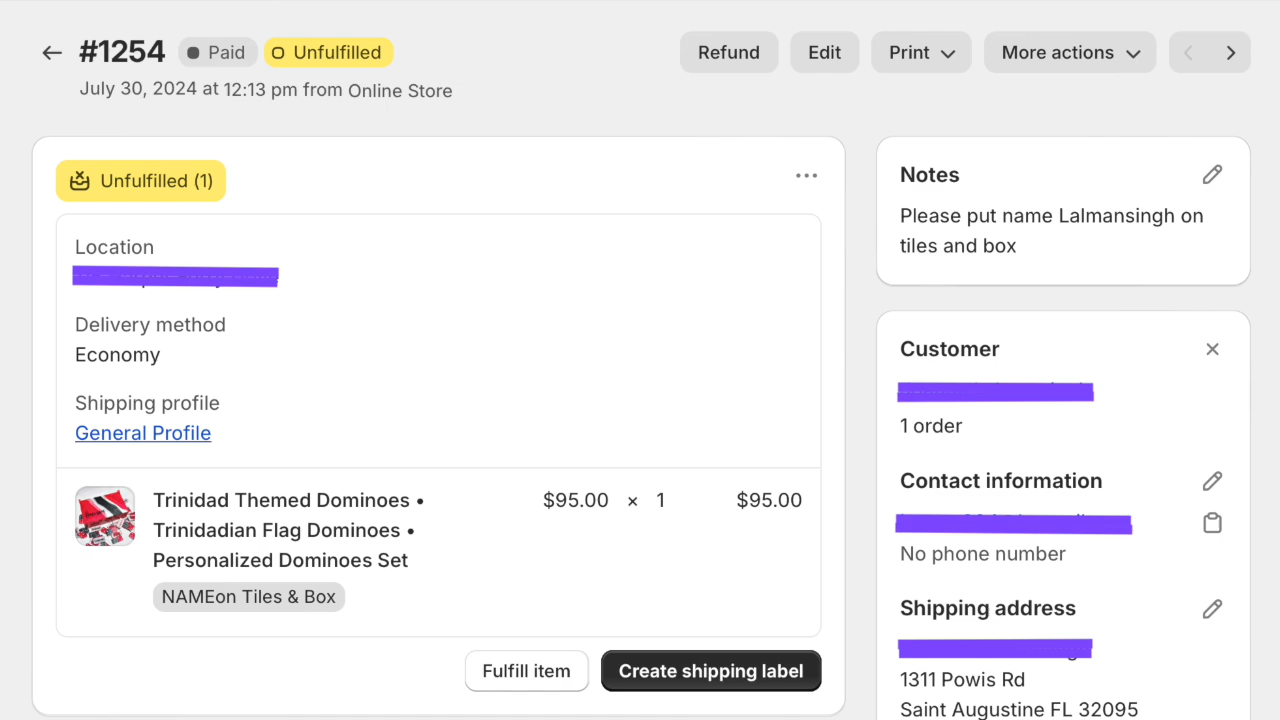 #1254 Paid Unfulfilled
Refund Edit Print More actions
July 30, 2024 at 12:13 pm from Online Store
Unfulfilled (1)
Location
Delivery method
Economy
Shipping profile
General Profile
Trinidad Themed Dominoes • $95.00 × 1 $95.00
Trinidadian Flag Dominoes •
Personalized Dominoes Set
NAMEon Tiles & Box
Fulfill item Create shipping label
Notes
Please put name Lalmansingh on
tiles and box
Customer
1 order
Contact information
No phone number
Shipping address
1311 Powis Rd
Saint Augustine FL 32095